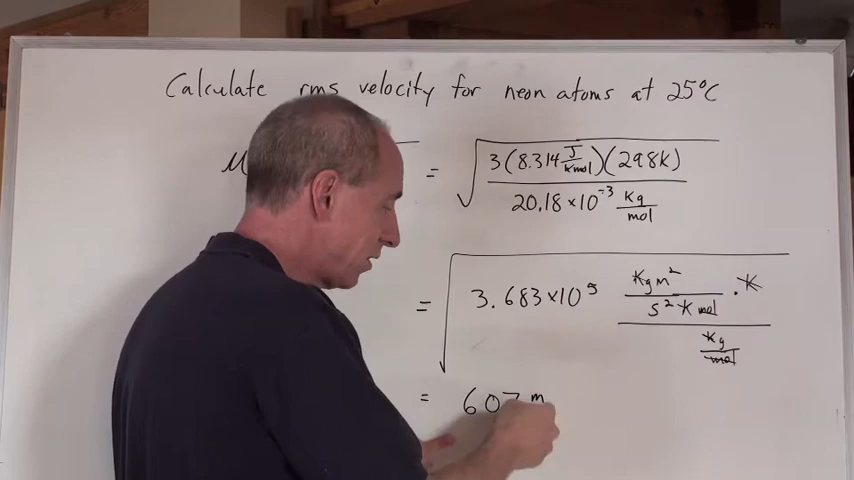 Calculate rms velocity for neon atoms at 25°C
= √ 3(8.314 J/Kmol)(298K) / 20.18×10⁻³ Kg/mol
= √ 3.683×10⁵ Kgm²/s²Kmol · K / Kg/mol
= 607 m